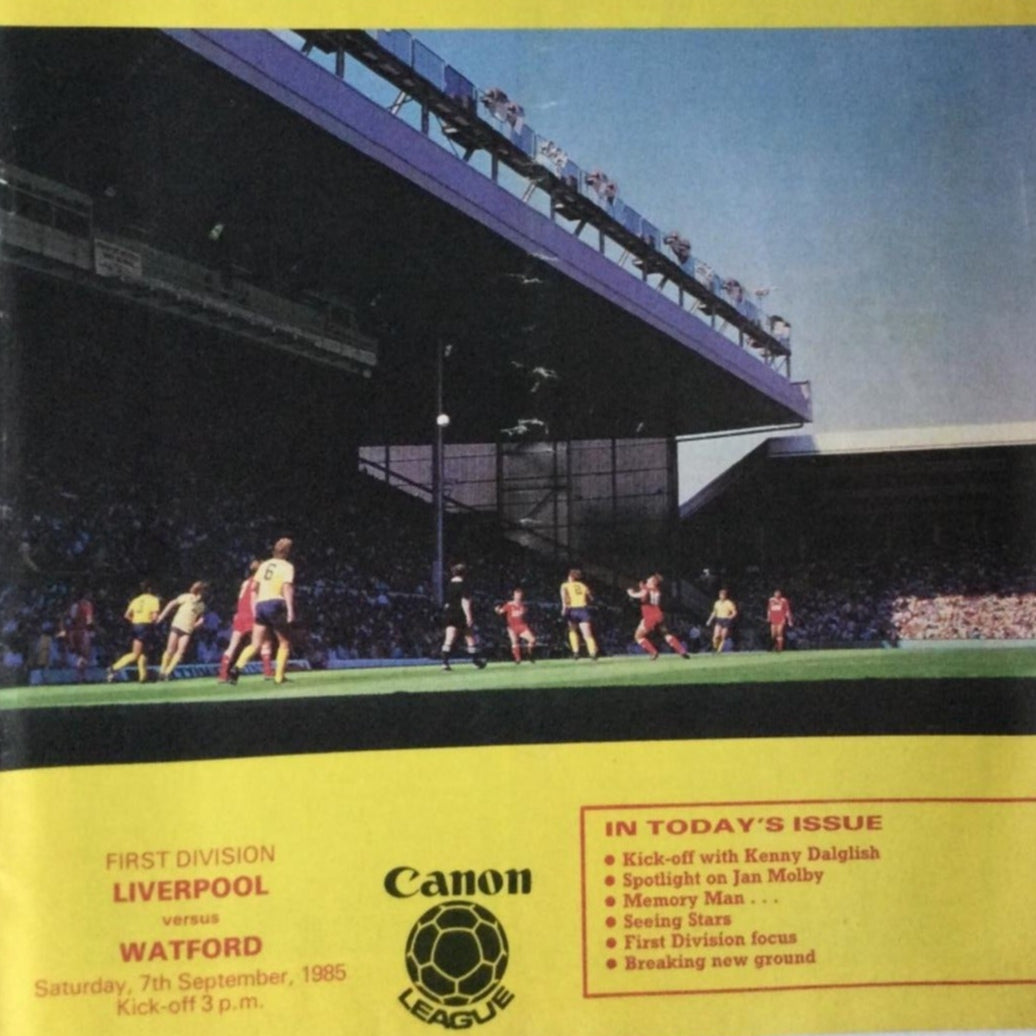 6
FIRST DIVISION
LIVERPOOL
versus
WATFORD
Saturday, 7th September, 1985
Kick-off 3 p.m.
Canon
LEAGUE
IN TODAY'S ISSUE
● Kick-off with Kenny Dalglish
● Spotlight on Jan Molby
● Memory Man . . .
● Seeing Stars
● First Division focus
● Breaking new ground